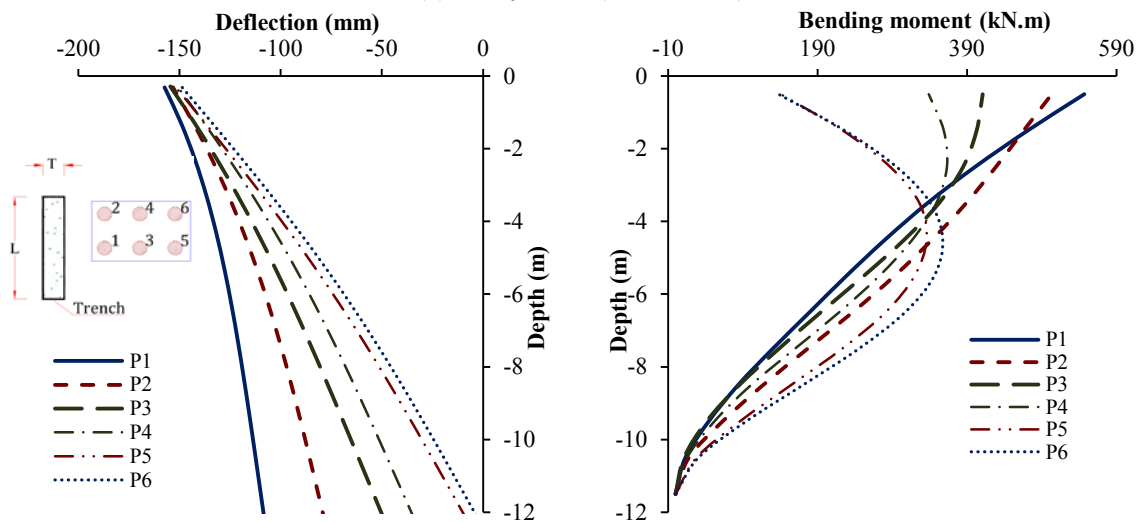 Deflection (mm)
-200 -150 -100 -50 0
0
-2
-4
-6
-8
-10
-12
Depth (m)
T
L
2 4 6
1 3 5
Trench
P1
P2
P3
P4
P5
P6
Bending moment (kN.m)
-10 190 390 590
0
-2
-4
-6
-8
-10
-12
Depth (m)
P1
P2
P3
P4
P5
P6